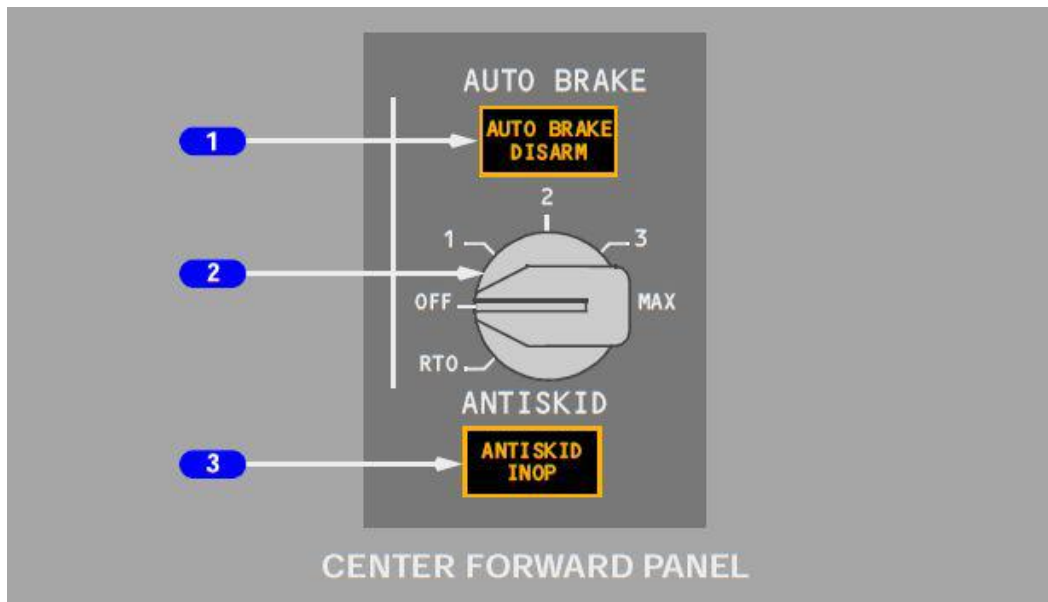 AUTO BRAKE
1
AUTO BRAKE
DISARM
2
1
3
2
OFF
MAX
RTO
ANTISKID
3
ANTISKID
INOP
CENTER FORWARD PANEL